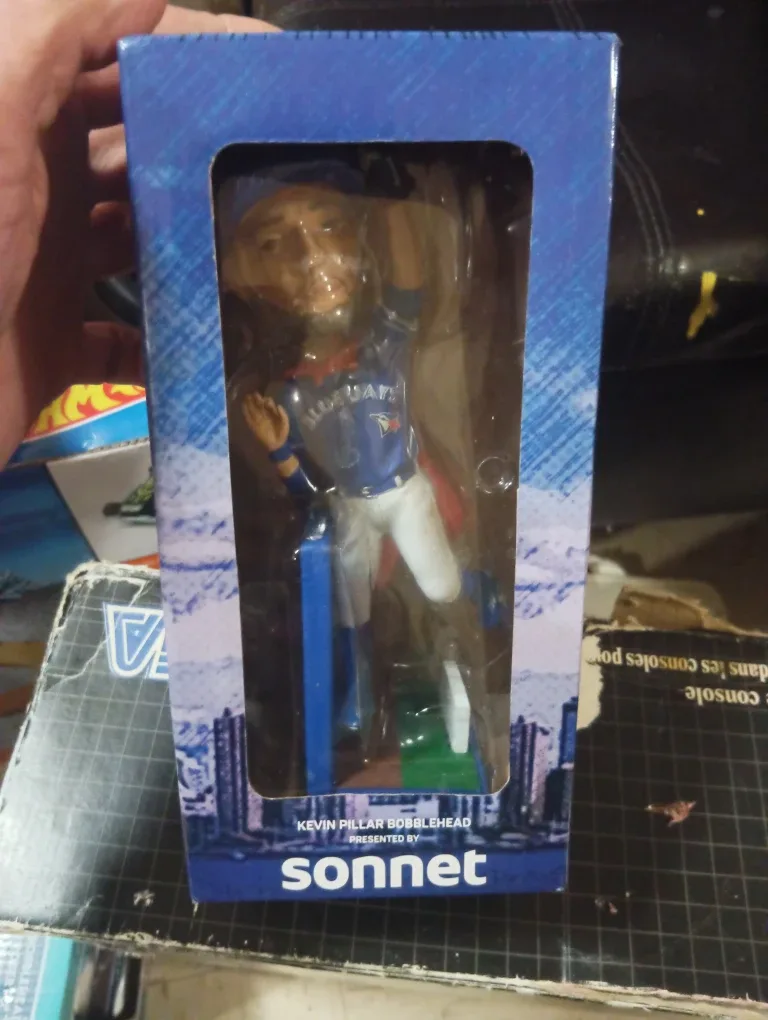 BLUE JAYS
KEVIN PILLAR BOBBLEHEAD
PRESENTED BY
sonnet
console
dans les consoles